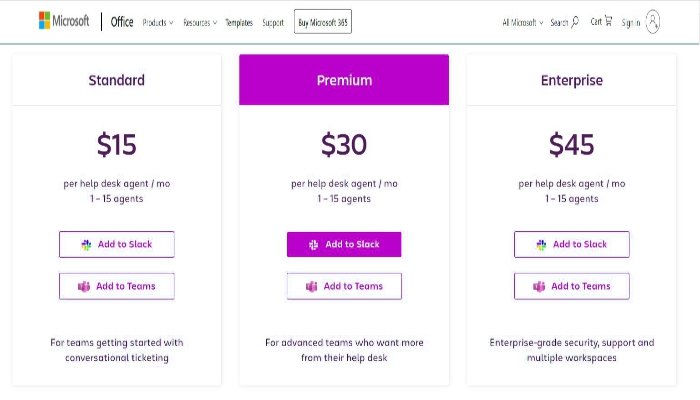 Microsoft Office Products Resources Templates Support Buy Microsoft 365 All Microsoft Search Cart Sign in
Standard
$15
per help desk agent / mo
1 – 15 agents
Add to Slack
Add to Teams
For teams getting started with
conversational ticketing
Premium
$30
per help desk agent / mo
1 – 15 agents
Add to Slack
Add to Teams
For advanced teams who want more
from their help desk
Enterprise
$45
per help desk agent / mo
1 – 15 agents
Add to Slack
Add to Teams
Enterprise-grade security, support and
multiple workspaces